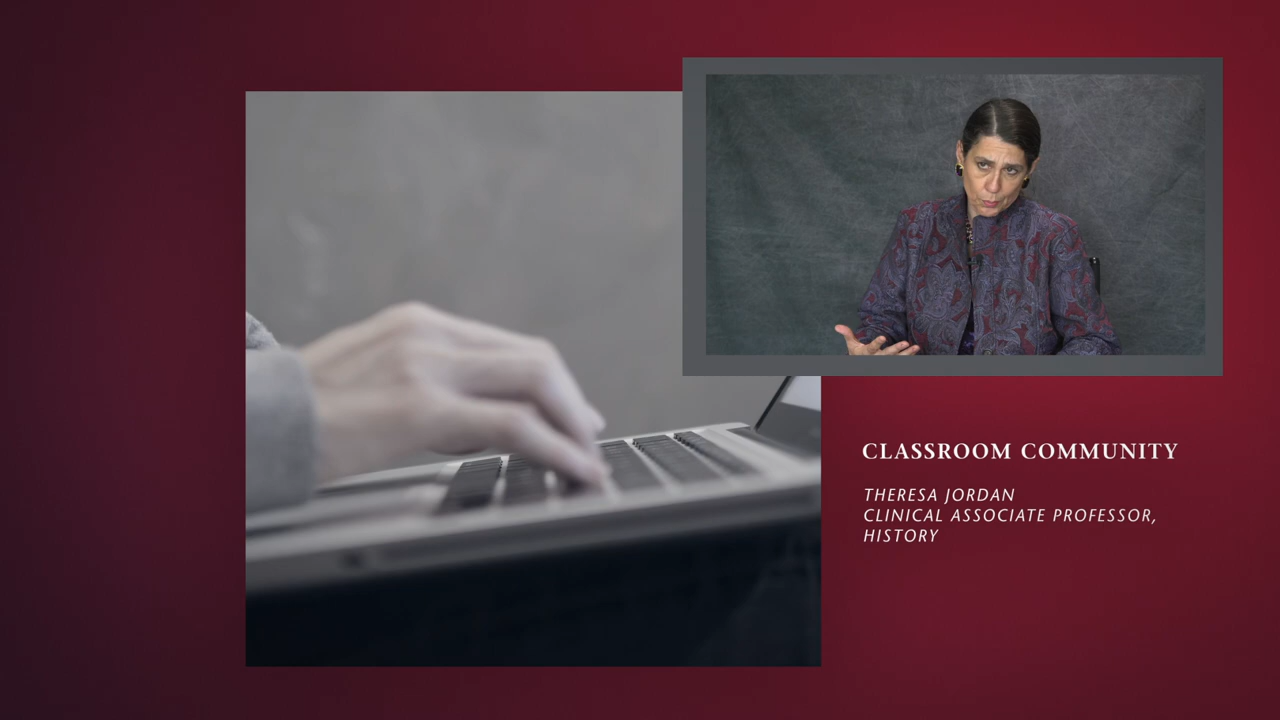 CLASSROOM COMMUNITY
THERESA JORDAN
CLINICAL ASSOCIATE PROFESSOR,
HISTORY